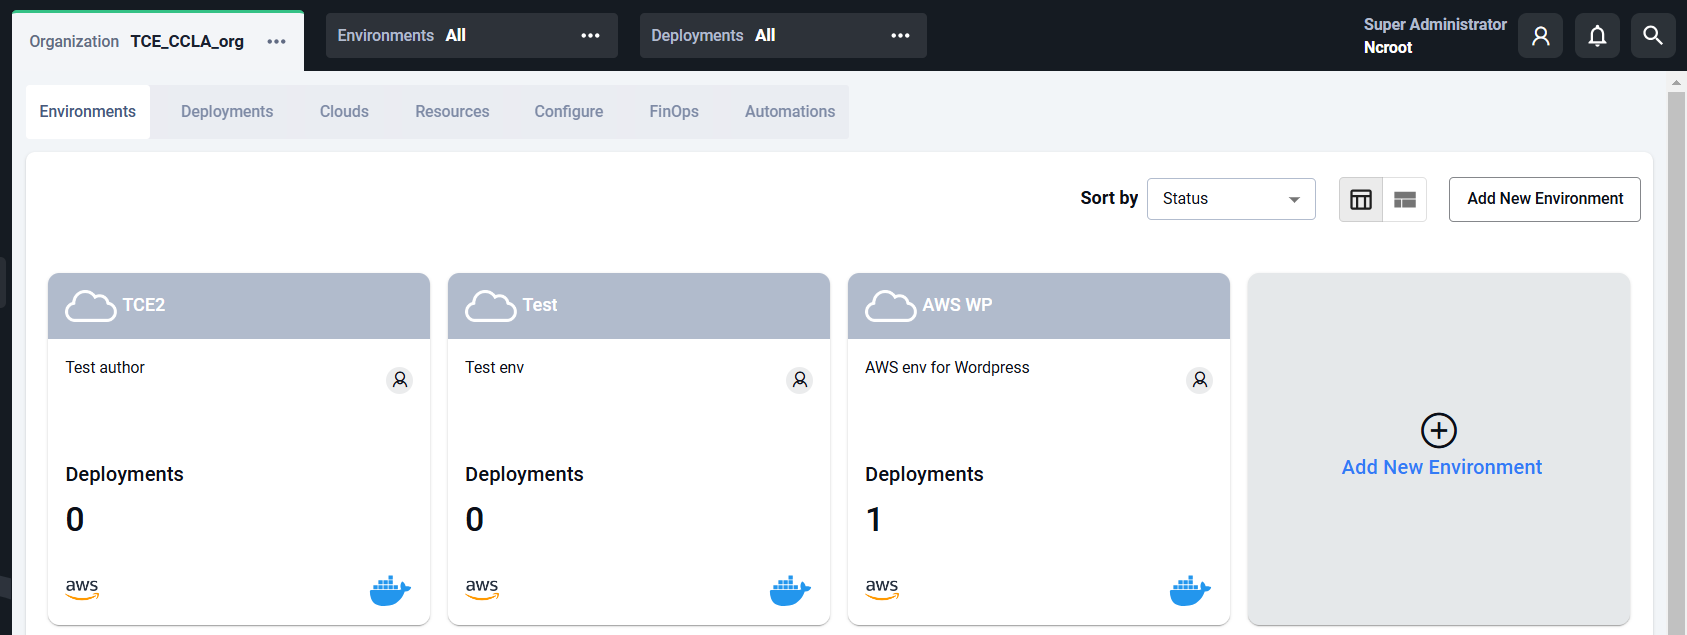 Organization TCE_CCLA_org
Environments All
Deployments All
Super Administrator
Ncroot
Environments Deployments Clouds Resources Configure FinOps Automations
Sort by Status Add New Environment
TCE2 Test AWS WP
Test author Test env AWS env for Wordpress
Add New Environment
Deployments Deployments Deployments
0 0 1
aws aws aws